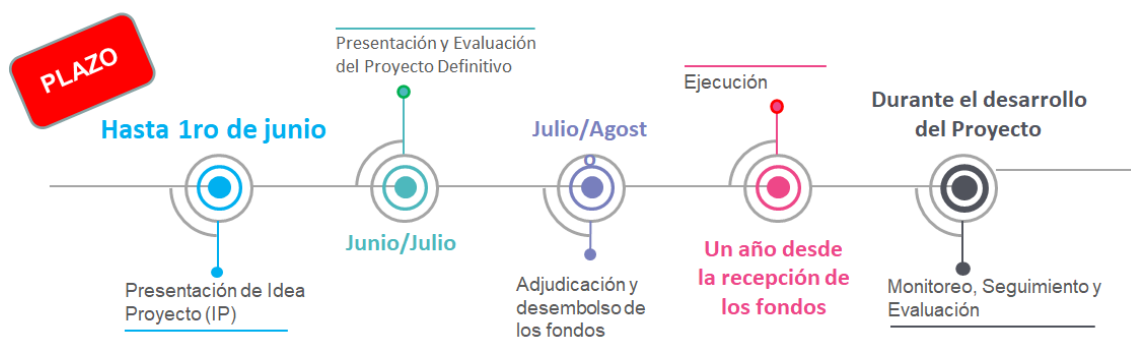 PLAZO
Hasta 1ro de junio
Presentación de Idea
Proyecto (IP)
Presentación y Evaluación
del Proyecto Definitivo
Junio/Julio
Julio/Agost
Adjudicación y
desembolso de
los fondos
Ejecución
Un año desde
la recepción de
los fondos
Durante el desarrollo
del Proyecto
Monitoreo, Seguimiento y
Evaluación